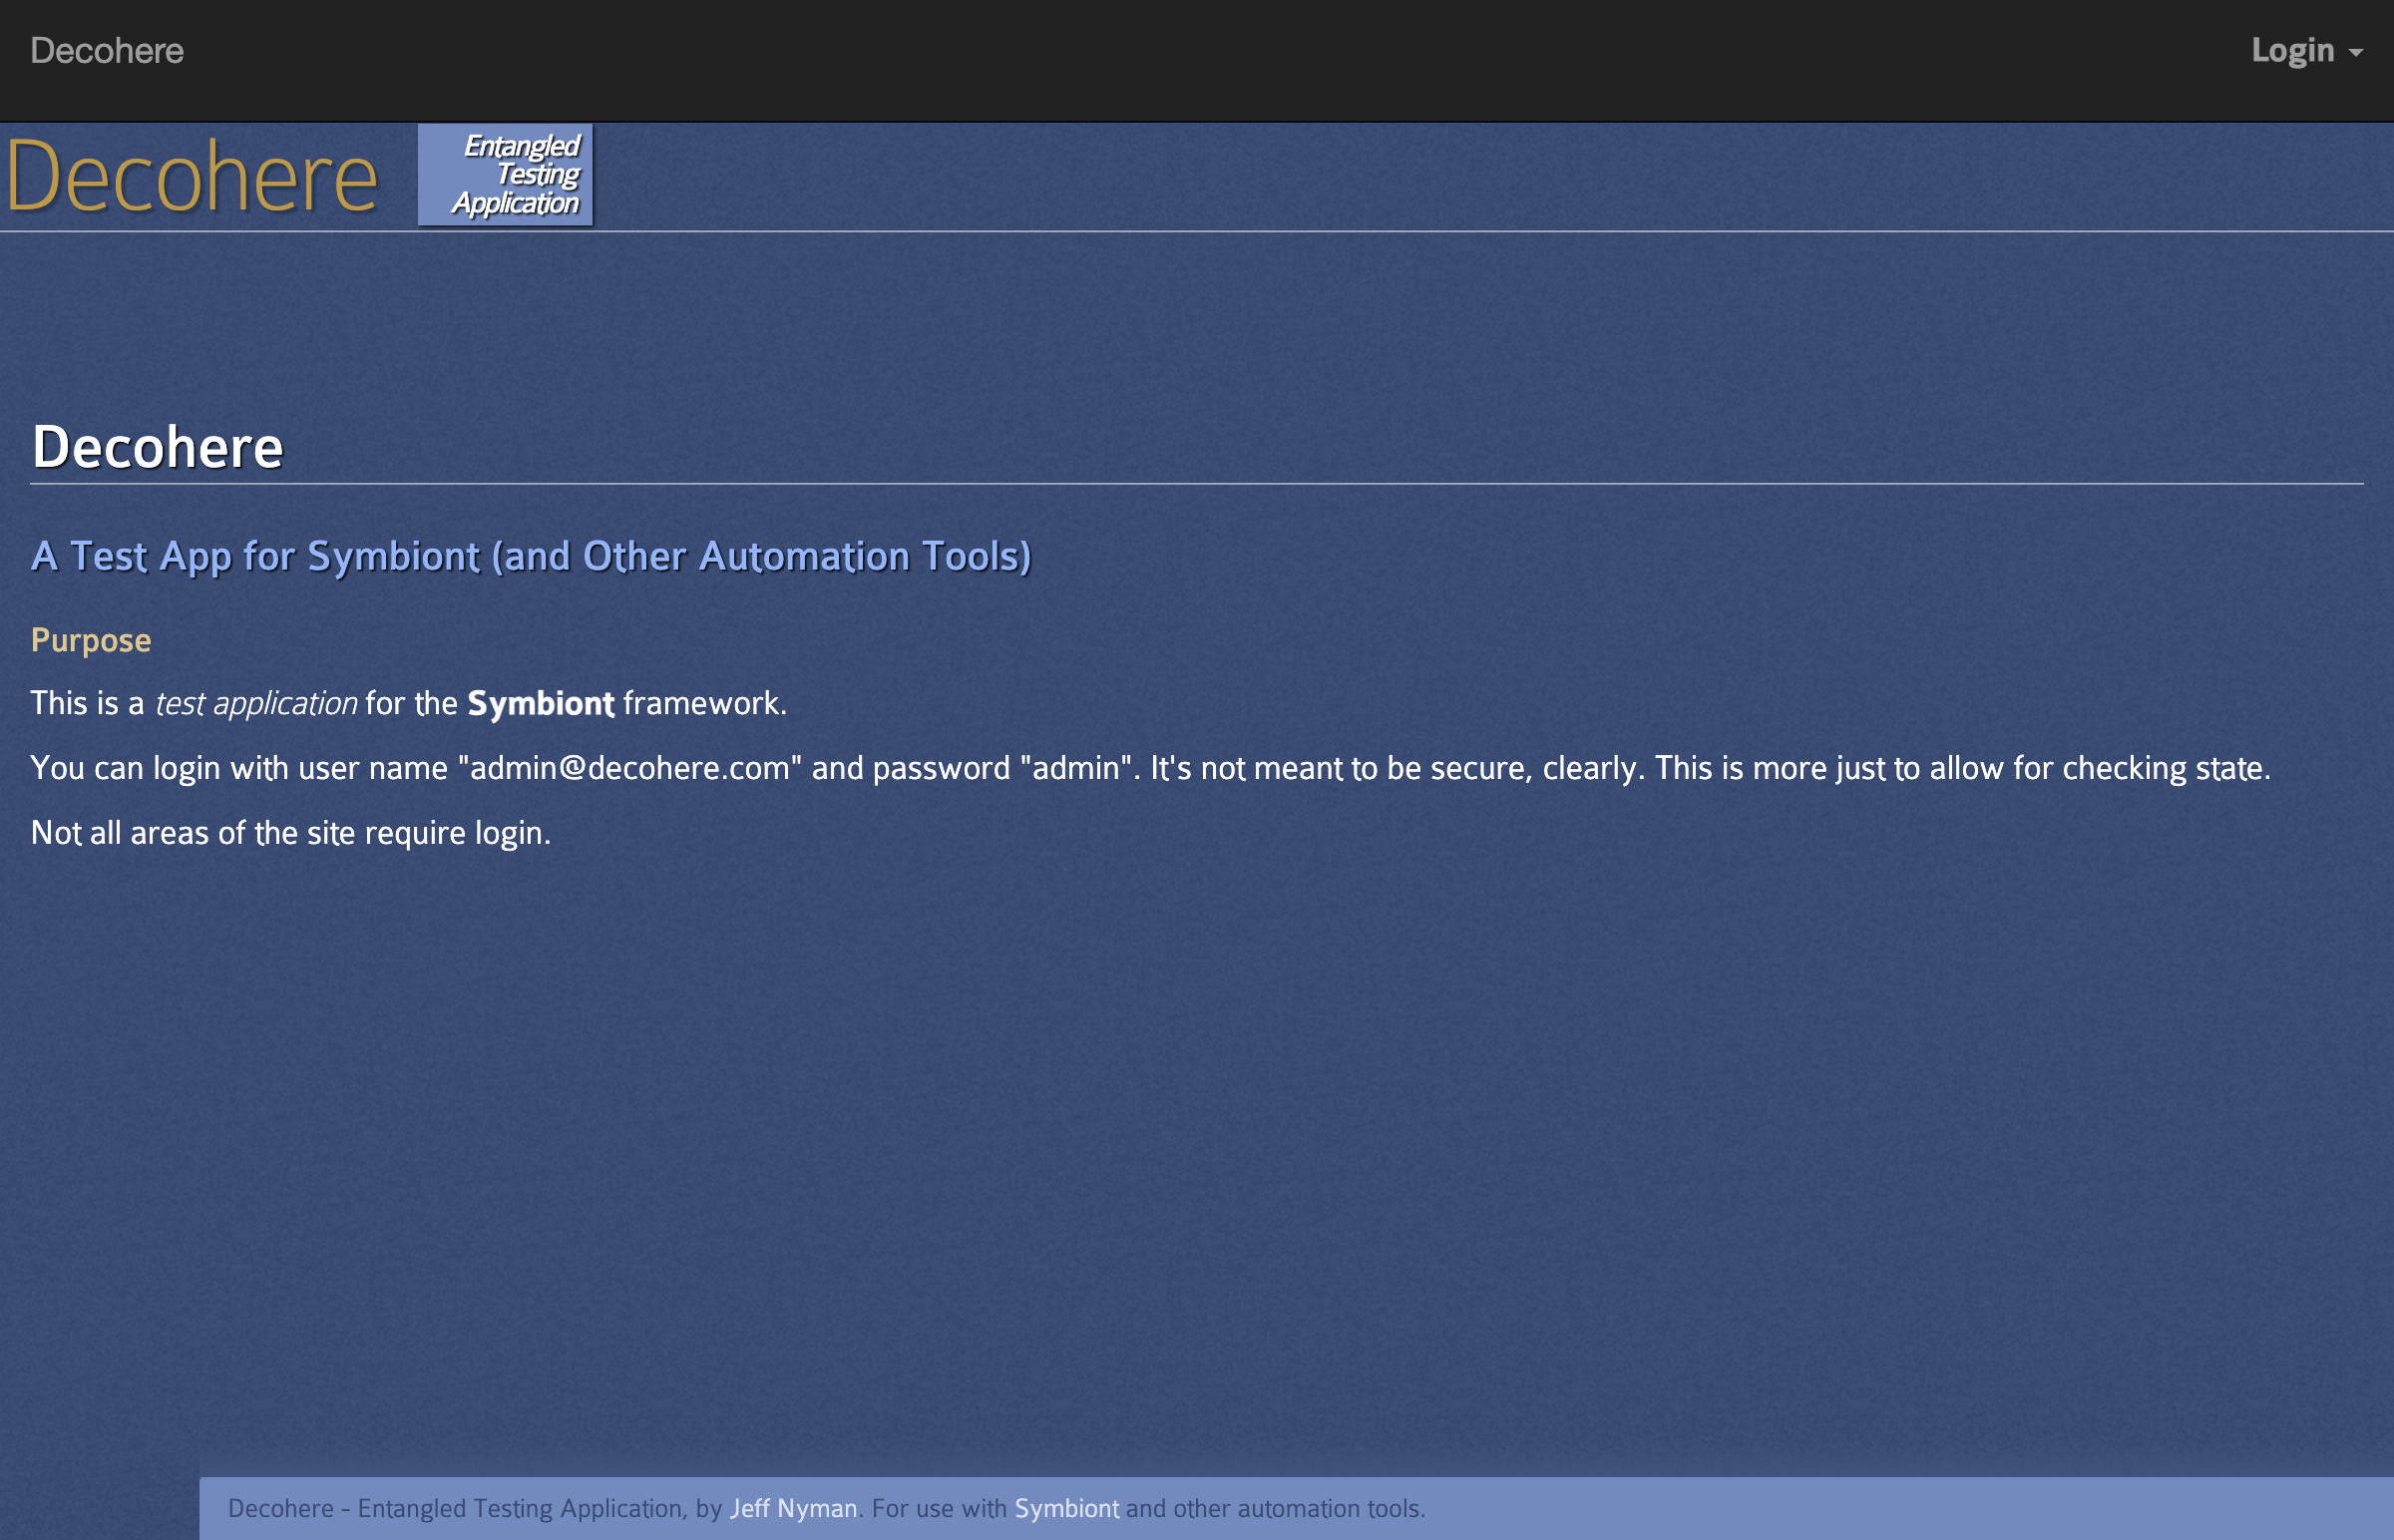 Decohere
Login
Decohere
Entangled
Testing
Application
Decohere
A Test App for Symbiont (and Other Automation Tools)
Purpose
This is a test application for the Symbiont framework.
You can login with user name "admin@decohere.com" and password "admin". It's not meant to be secure, clearly. This is more just to allow for checking state.
Not all areas of the site require login.
Decohere - Entangled Testing Application, by Jeff Nyman. For use with Symbiont and other automation tools.